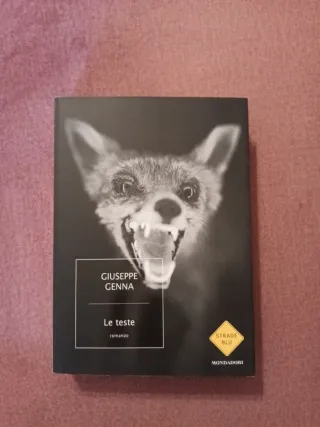 GIUSEPPE
GENNA
Le teste
romanzo
STRADE
BLU
MONDADORI